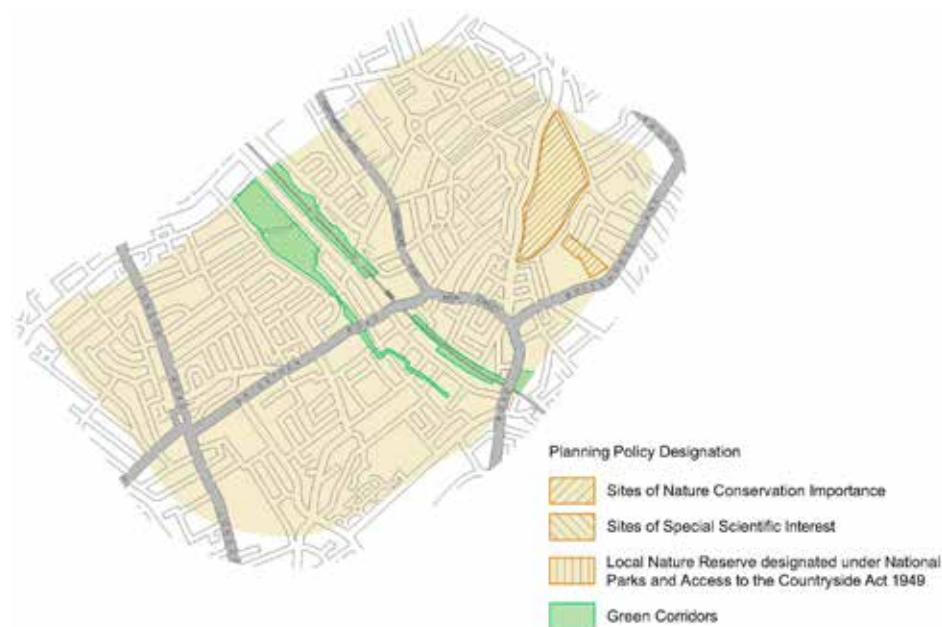 Planning Policy Designation
Sites of Nature Conservation Importance
Sites of Special Scientific Interest
Local Nature Reserve designated under National
Parks and Access to the Countryside Act 1949
Green Corridors